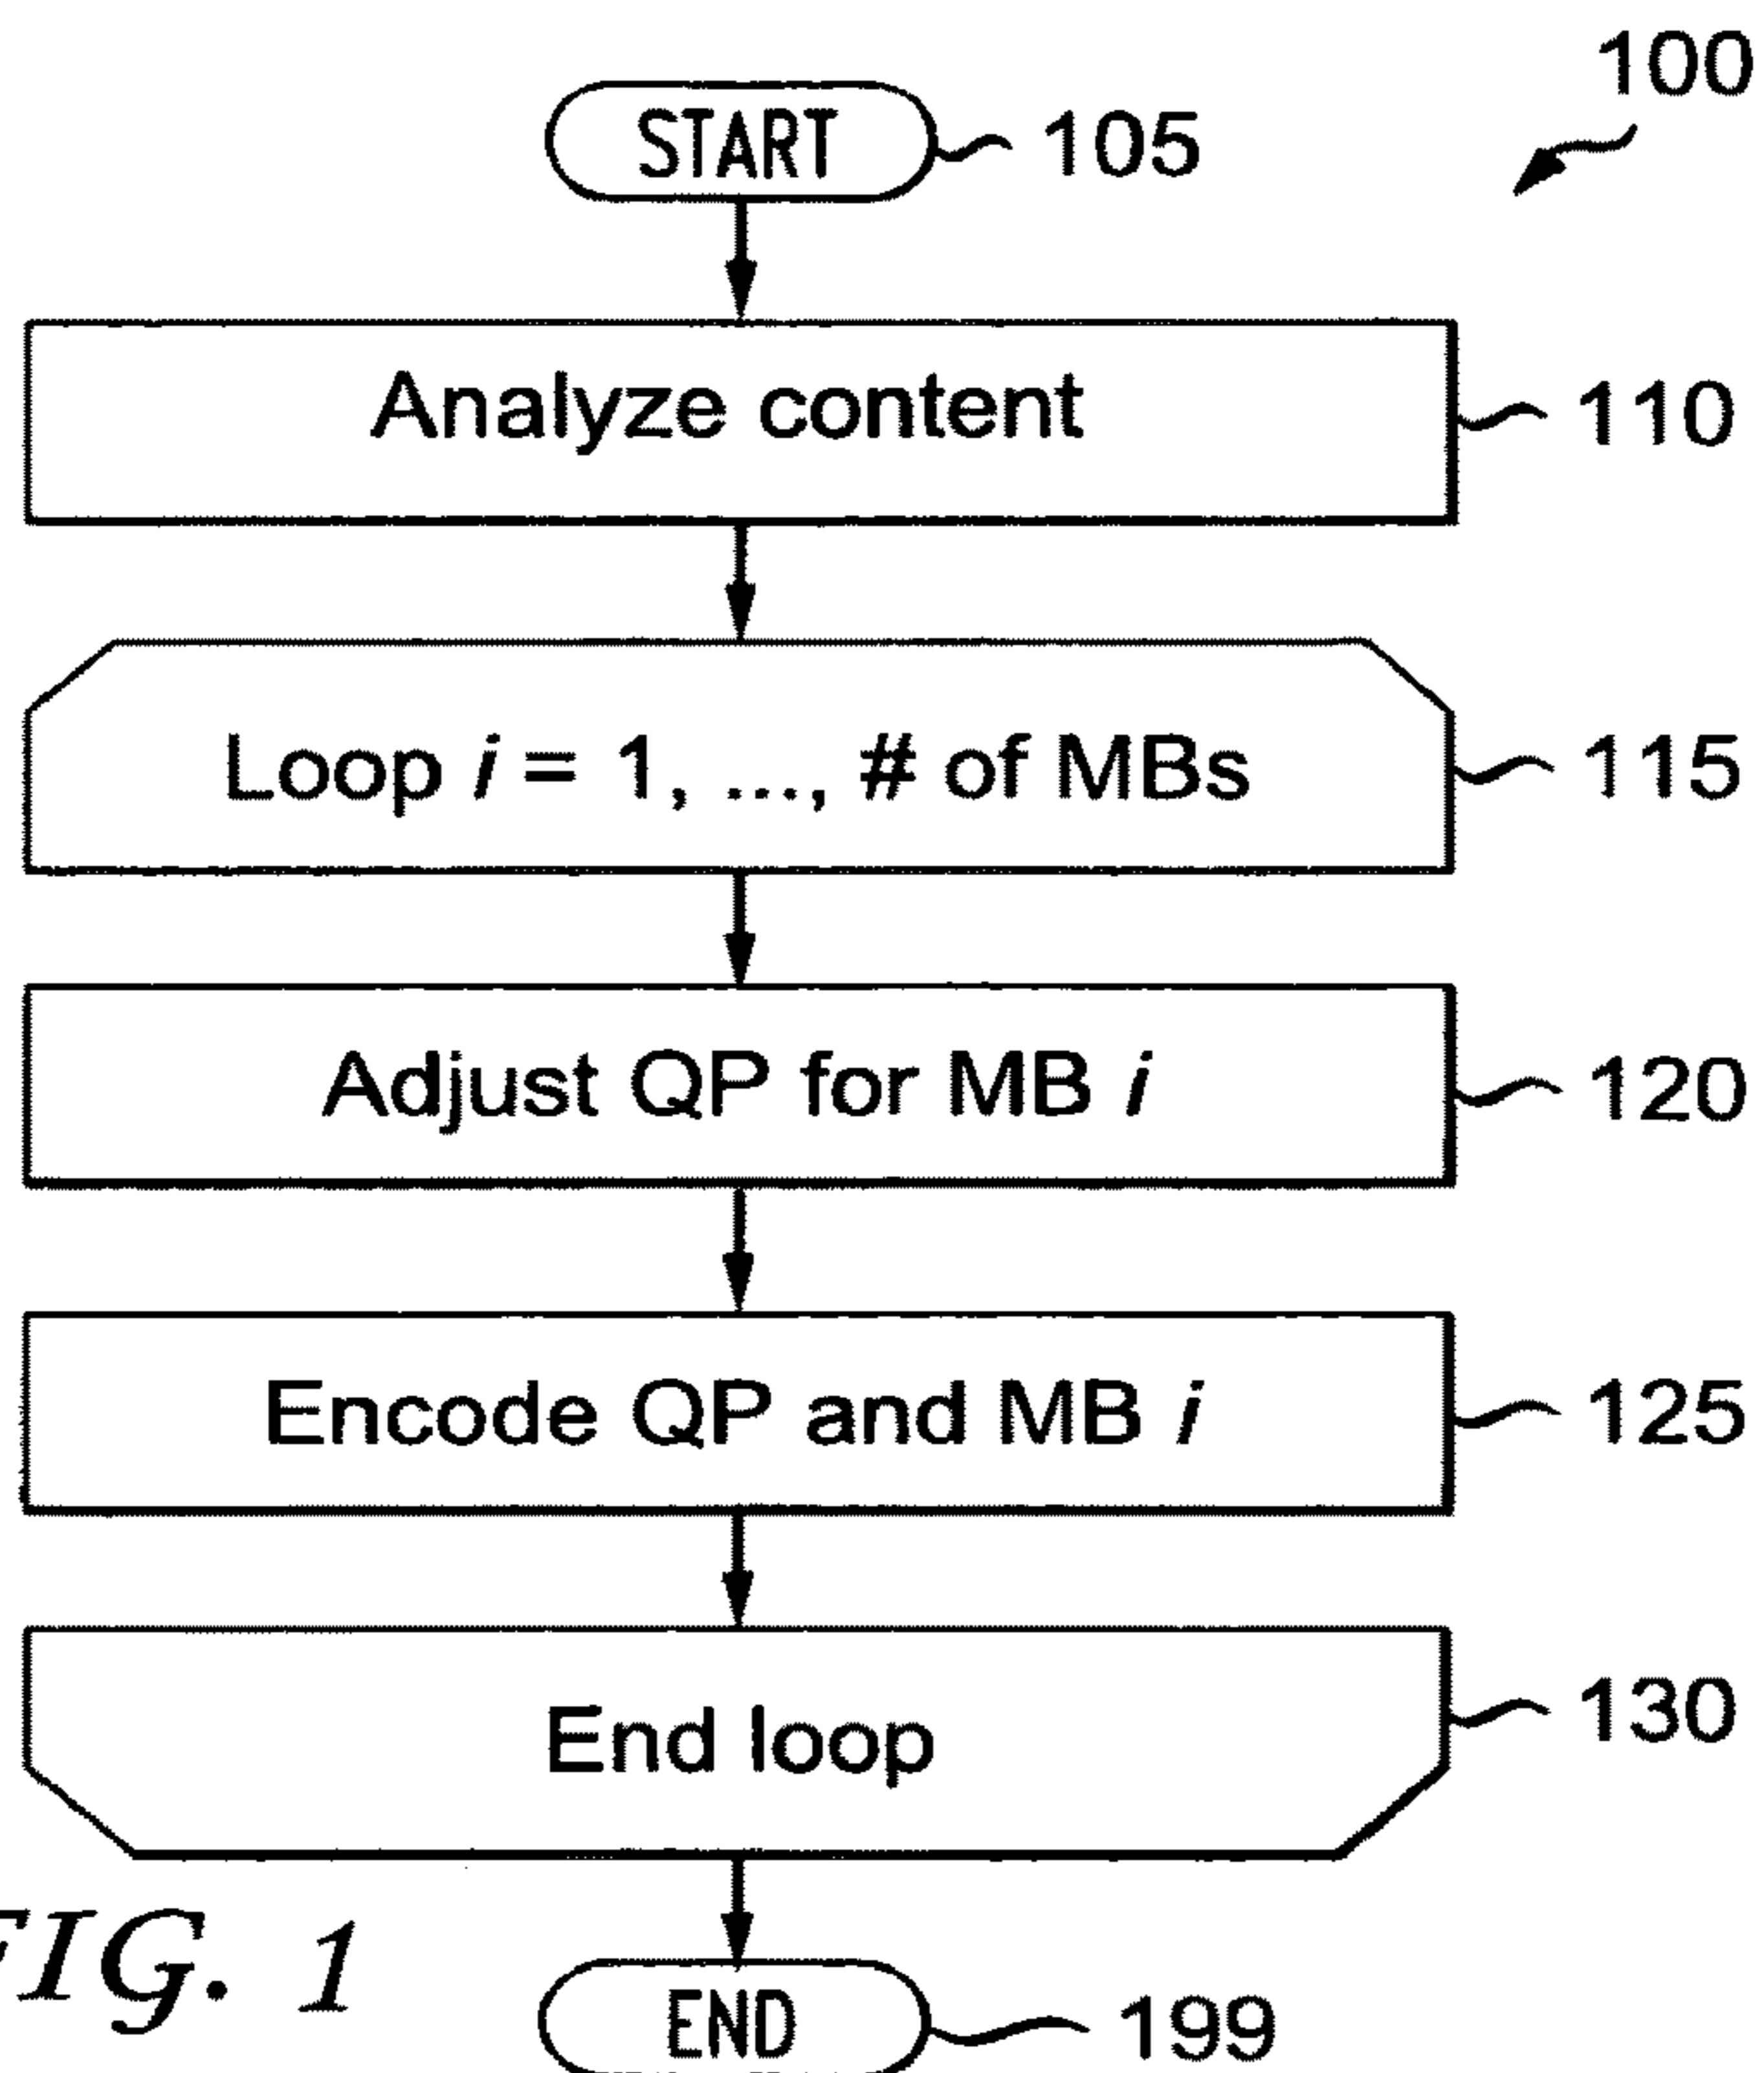 100
START 105
Analyze content 110
Loop i = 1, ..., # of MBs 115
Adjust QP for MB i 120
Encode QP and MB i 125
End loop 130
FIG. 1
END 199